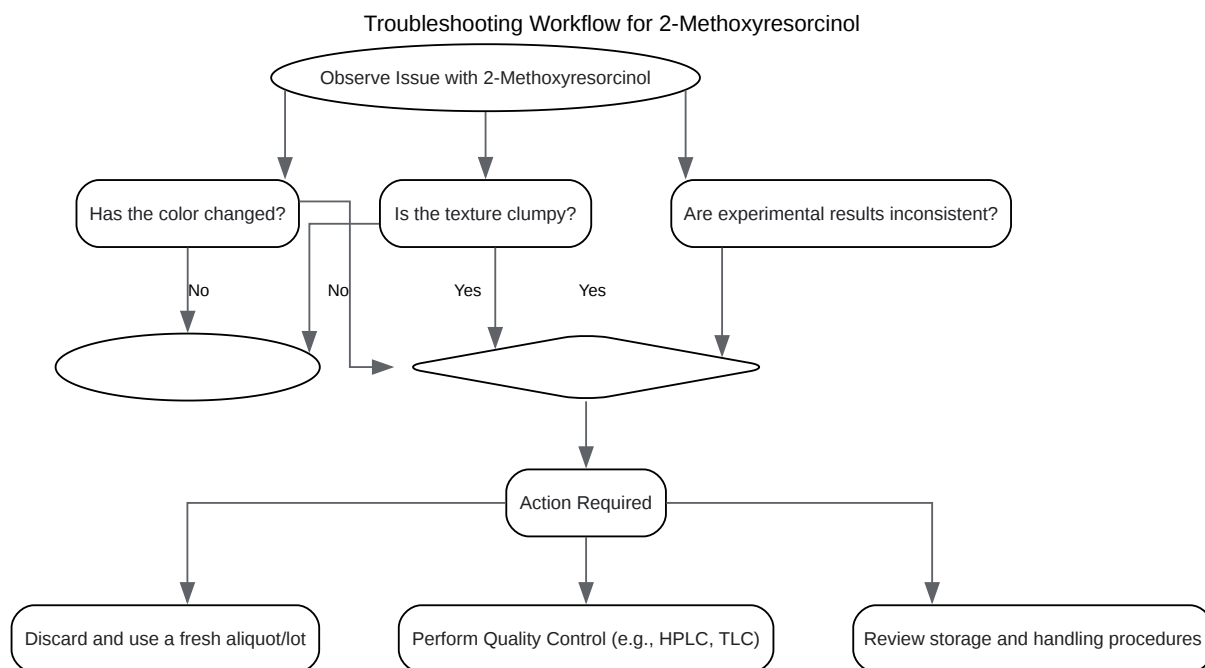 Troubleshooting Workflow for 2-Methoxyresorcinol
Observe Issue with 2-Methoxyresorcinol
Has the color changed?
Is the texture clumpy?
Are experimental results inconsistent?
No
No
Yes
Yes
Action Required
Discard and use a fresh aliquot/lot
Perform Quality Control (e.g., HPLC, TLC)
Review storage and handling procedures